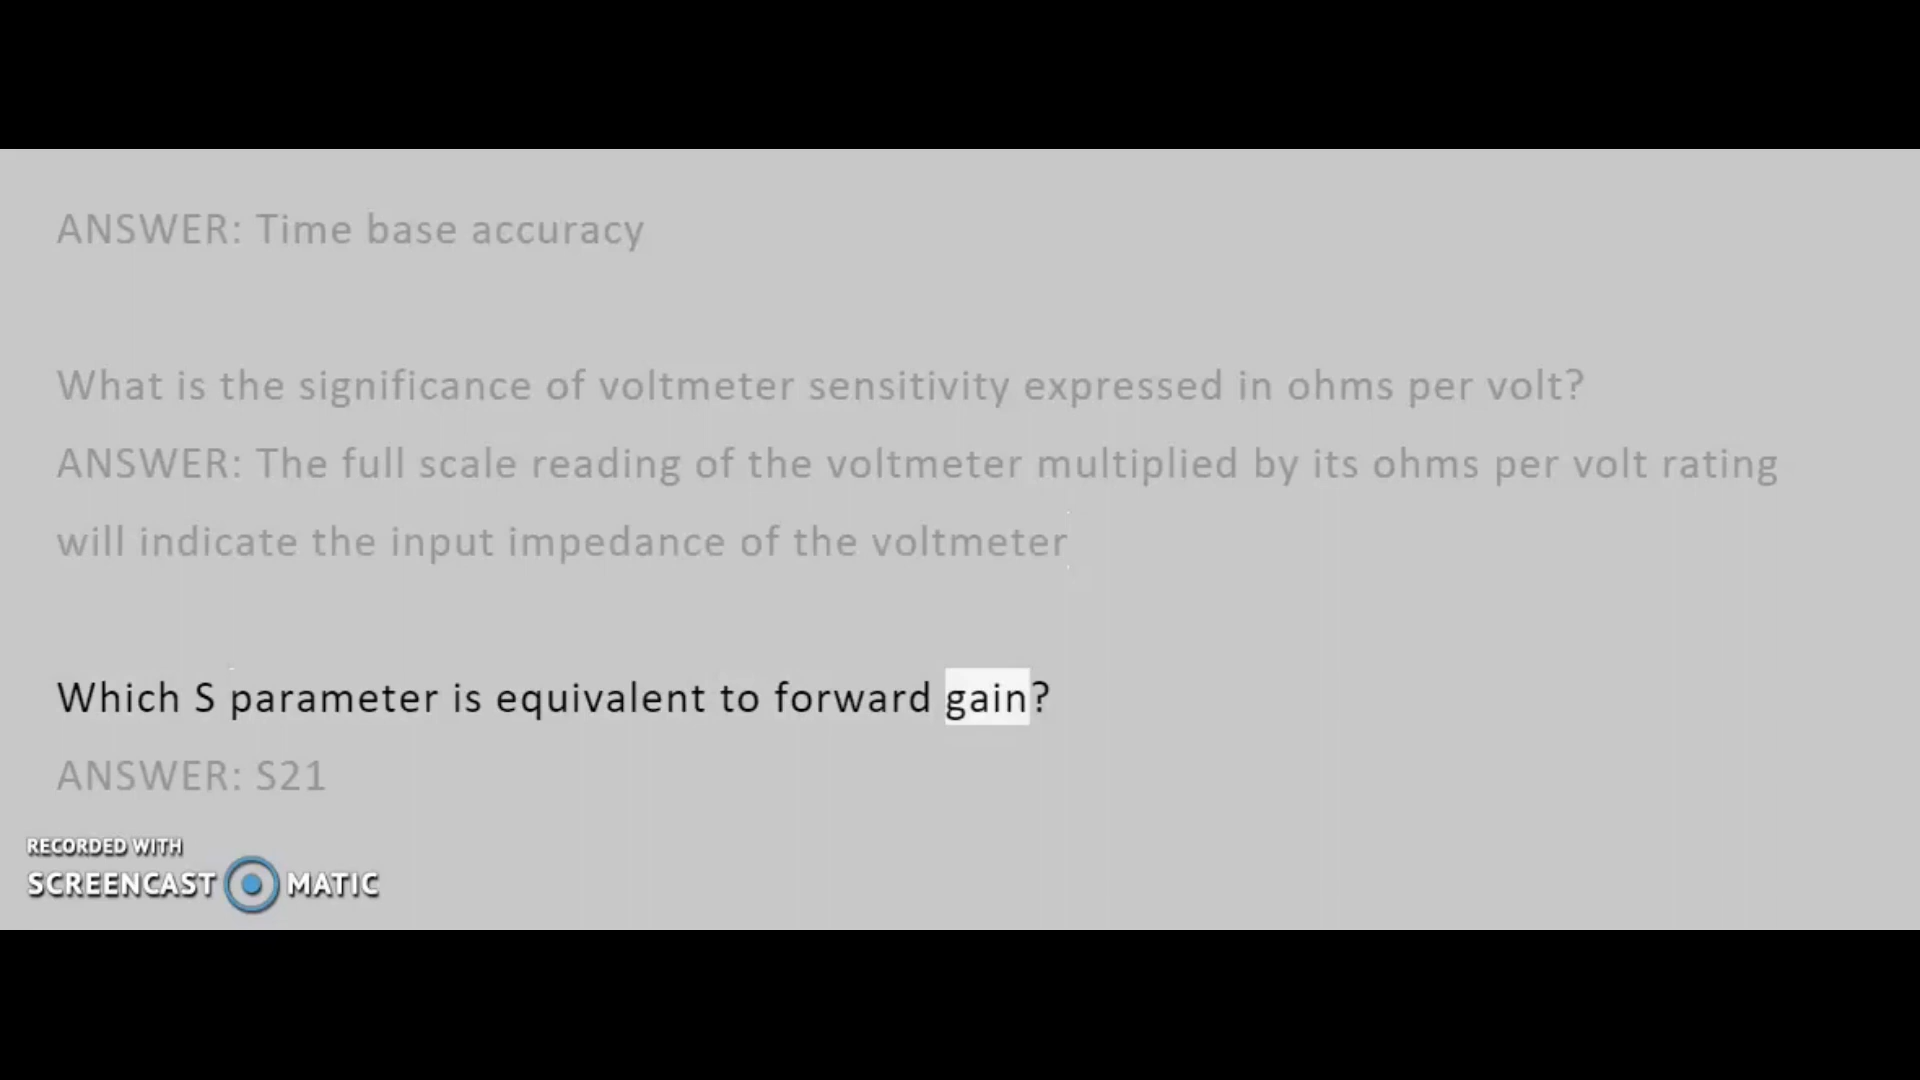 ANSWER: Time base accuracy
What is the significance of voltmeter sensitivity expressed in ohms per volt?
ANSWER: The full scale reading of the voltmeter multiplied by its ohms per volt rating
will indicate the input impedance of the voltmeter
Which S parameter is equivalent to forward gain?
ANSWER: S21
RECORDED WITH
SCREENCAST MATIC